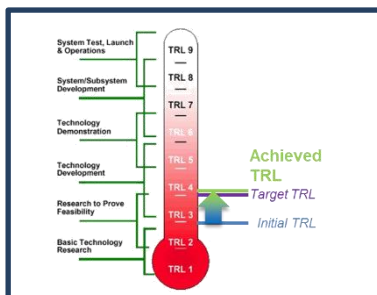 System Test, Launch
& Operations
System/Subsystem
Development
Technology
Demonstration
Technology
Development
Research to Prove
Feasibility
Basic Technology
Research
TRL 9
TRL 8
TRL 7
TRL 6
TRL 5
TRL 4
TRL 3
TRL 2
TRL 1
Achieved
TRL
Target TRL
Initial TRL